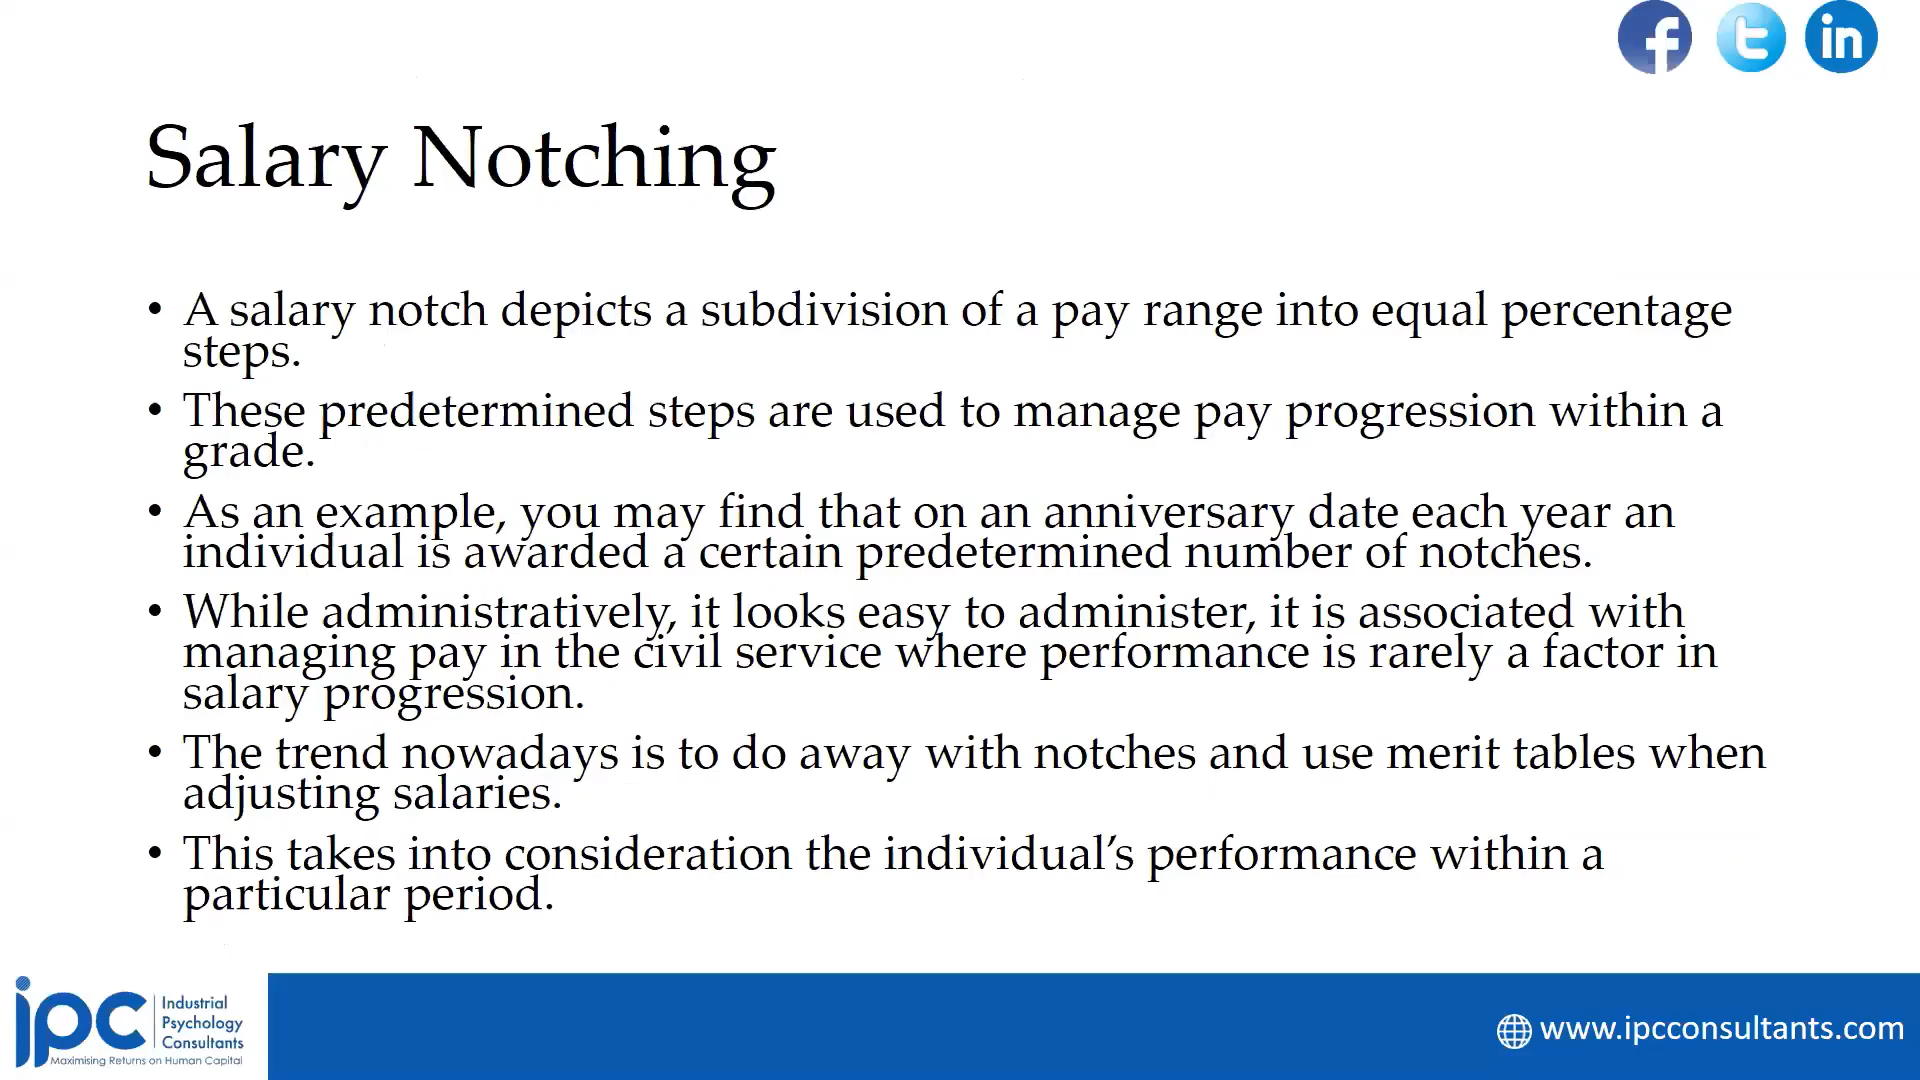 Salary Notching
• A salary notch depicts a subdivision of a pay range into equal percentage
steps.
• These predetermined steps are used to manage pay progression within a
grade.
• As an example, you may find that on an anniversary date each year an
individual is awarded a certain predetermined number of notches.
• While administratively, it looks easy to administer, it is associated with
managing pay in the civil service where performance is rarely a factor in
salary progression.
• The trend nowadays is to do away with notches and use merit tables when
adjusting salaries.
• This takes into consideration the individual’s performance within a
particular period.
ipc
Industrial
Psychology
Consultants
Maximising Returns on Human Capital
www.ipcconsultants.com